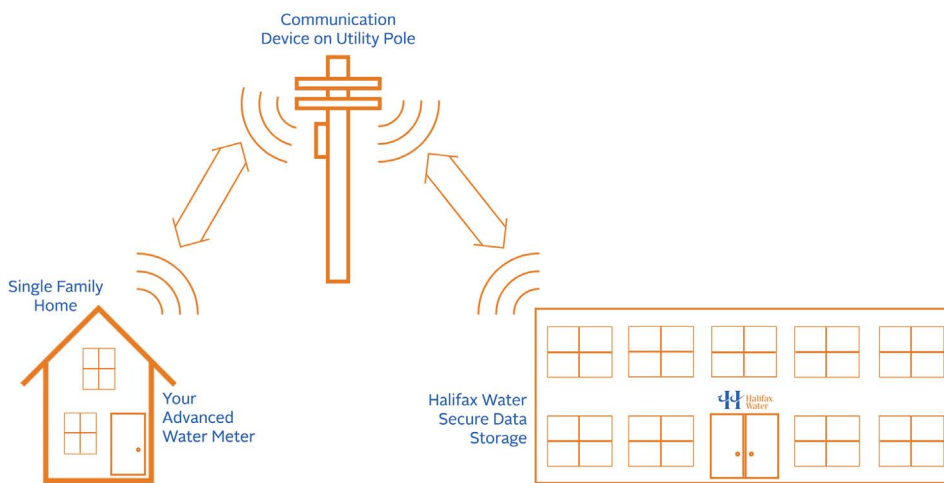 Communication
Device on Utility Pole
Single Family
Home
Your
Advanced
Water Meter
Halifax Water
Secure Data
Storage
H Halifax
Water